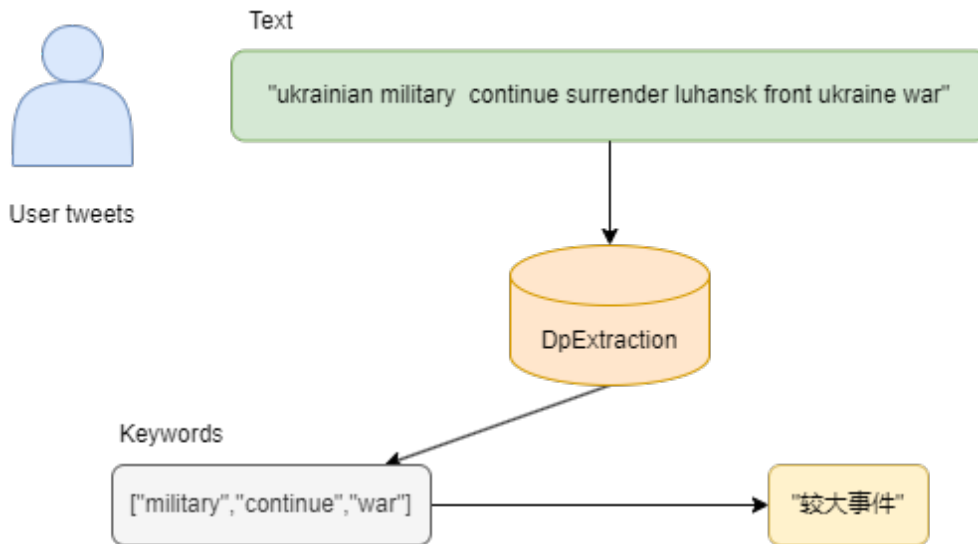 Text
"ukrainian military  continue surrender luhansk front ukraine war"
User tweets
DpExtraction
Keywords
["military","continue","war"]
"较大事件"